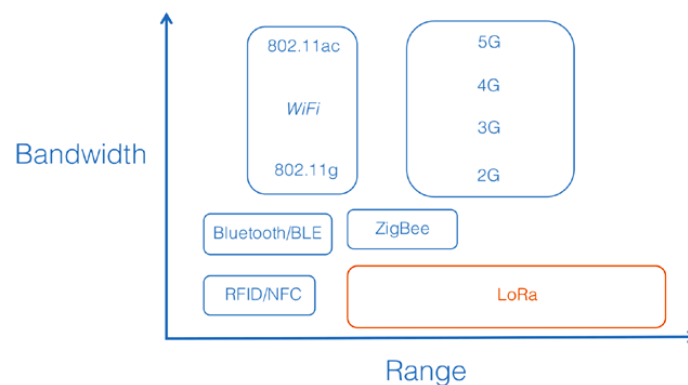 802.11ac
5G
4G
WiFi
3G
Bandwidth
802.11g
2G
Bluetooth/BLE
ZigBee
RFID/NFC
LoRa
Range